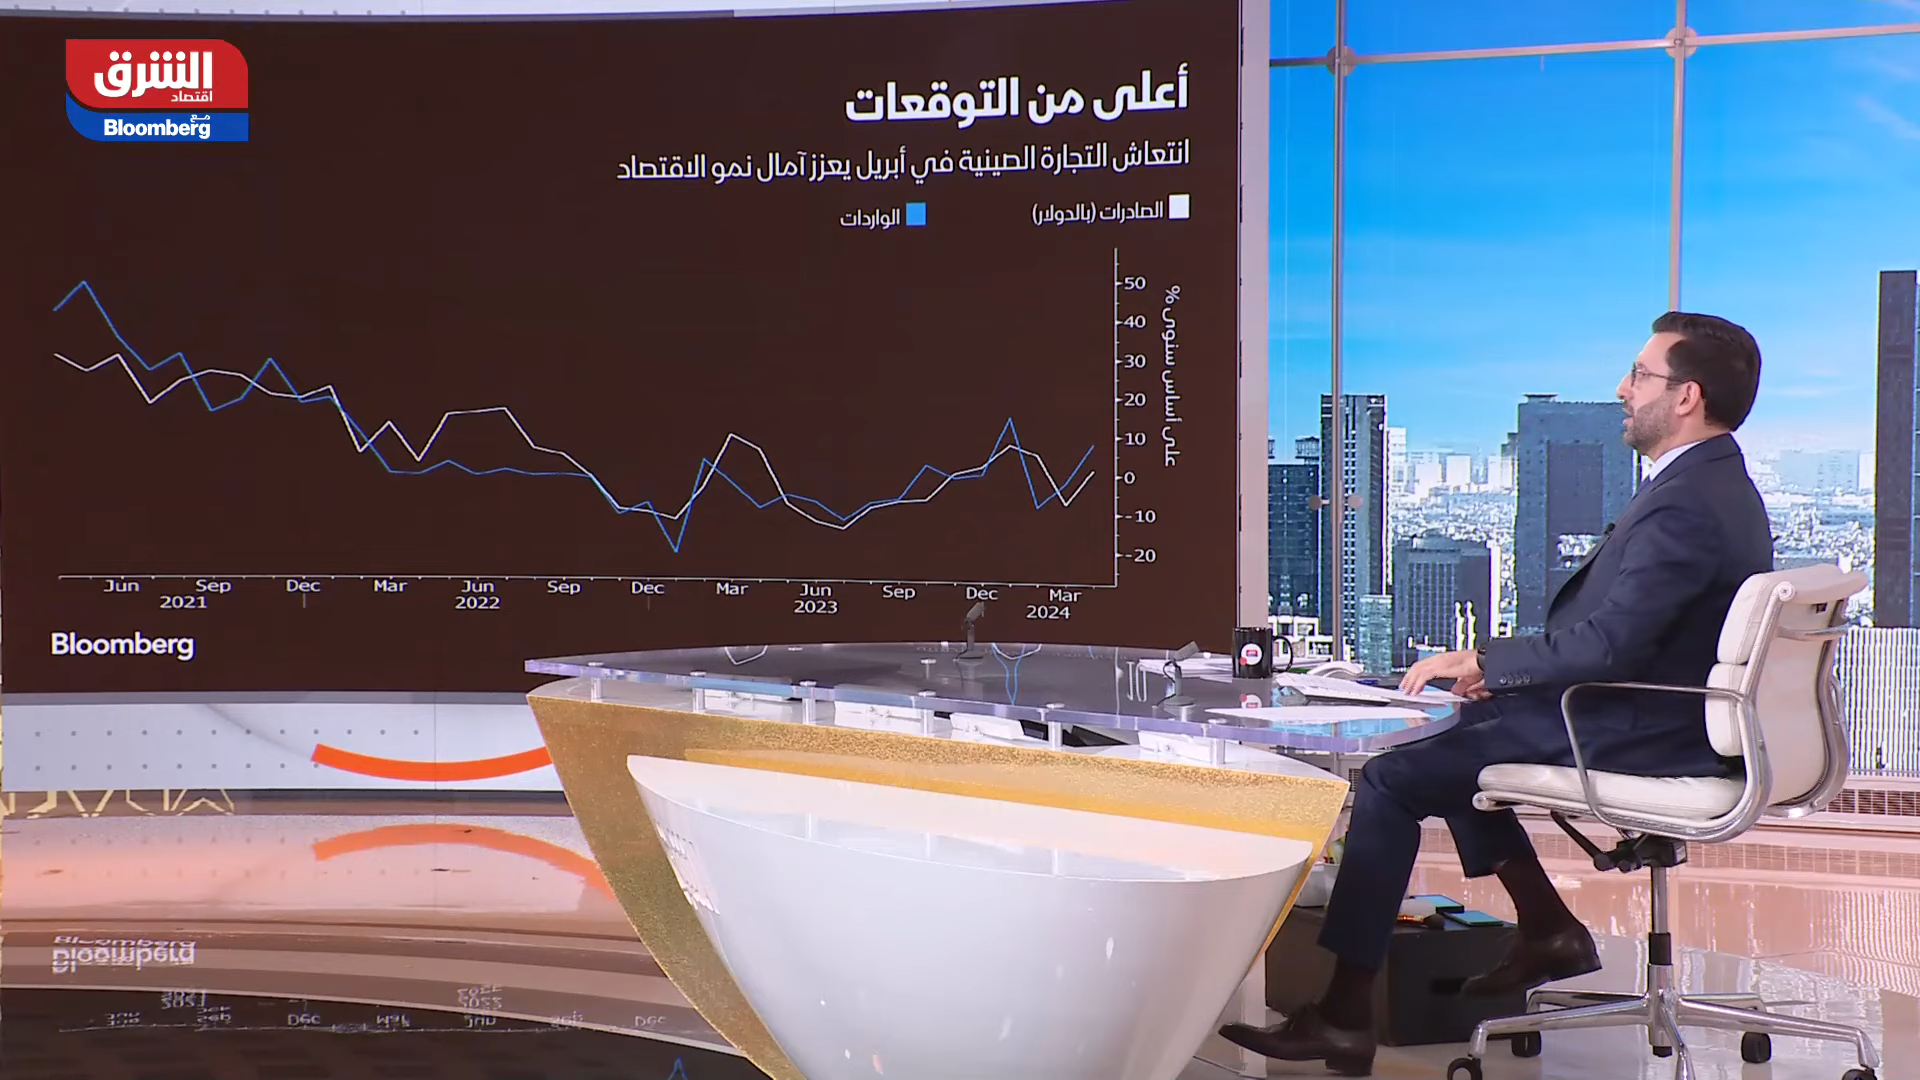 الشرق
اقتصاد
مع
Bloomberg
أعلى من التوقعات
انتعاش التجارة الصينية في أبريل يعزز آمال نمو الاقتصاد
الصادرات (بالدولار)
الواردات
50
40
30
20
10
0
-10
-20
على أساس سنوي %
Jun Sep Dec Mar Jun Sep Dec Mar Jun Sep Dec Mar
2021 2022 2023 2024
Bloomberg